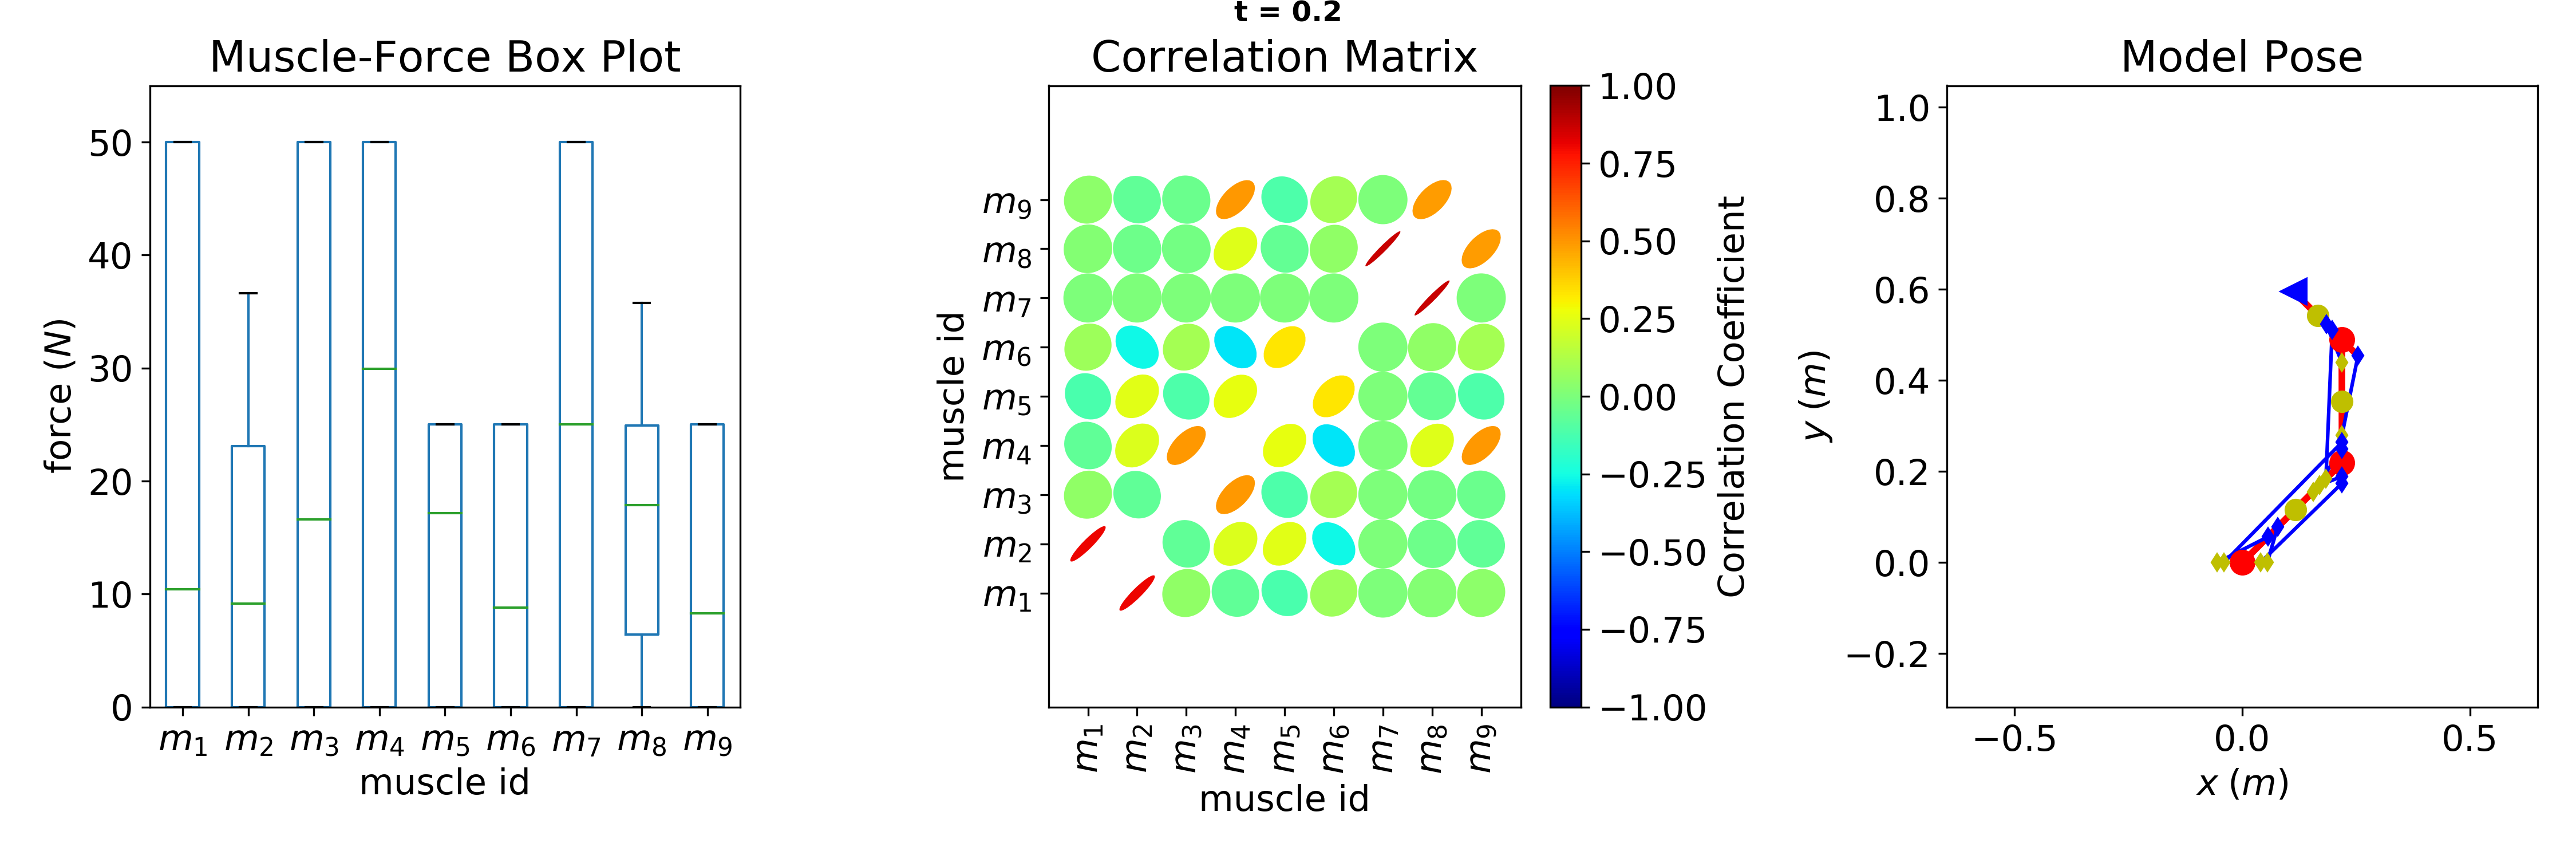 t = 0.2
Muscle-Force Box Plot
Correlation Matrix
Model Pose
force (N)
50
40
30
20
10
0
m1 m2 m3 m4 m5 m6 m7 m8 m9
muscle id
muscle id
m9
m8
m7
m6
m5
m4
m3
m2
m1
m1 m2 m3 m4 m5 m6 m7 m8 m9
muscle id
1.00
0.75
0.50
0.25
0.00
−0.25
−0.50
−0.75
−1.00
Correlation Coefficient
y (m)
1.0
0.8
0.6
0.4
0.2
0.0
−0.2
−0.5 0.0 0.5
x (m)